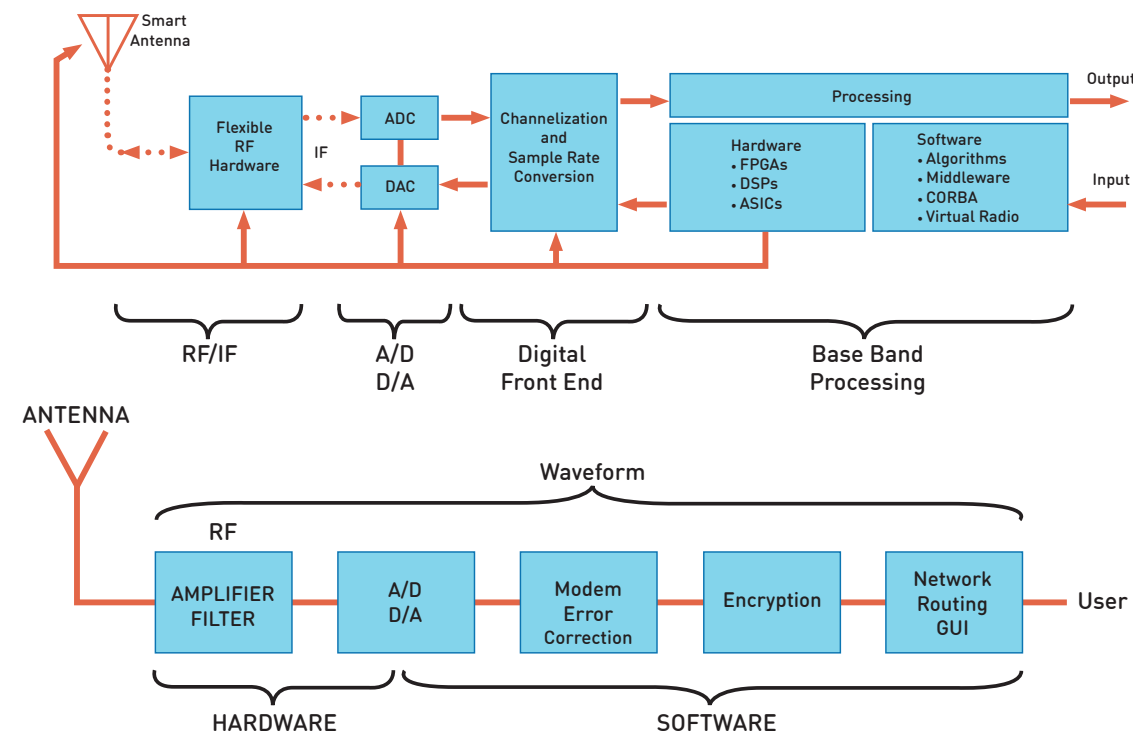 Smart
Antenna
Flexible
RF
Hardware
IF
ADC
DAC
Channelization
and
Sample Rate
Conversion
Processing
Hardware
• FPGAs
• DSPs
• ASICs
Software
• Algorithms
• Middleware
• CORBA
• Virtual Radio
Output
Input
RF/IF
A/D
D/A
Digital
Front End
Base Band
Processing
ANTENNA
Waveform
RF
AMPLIFIER
FILTER
A/D
D/A
Modem
Error
Correction
Encryption
Network
Routing
GUI
User
HARDWARE
SOFTWARE